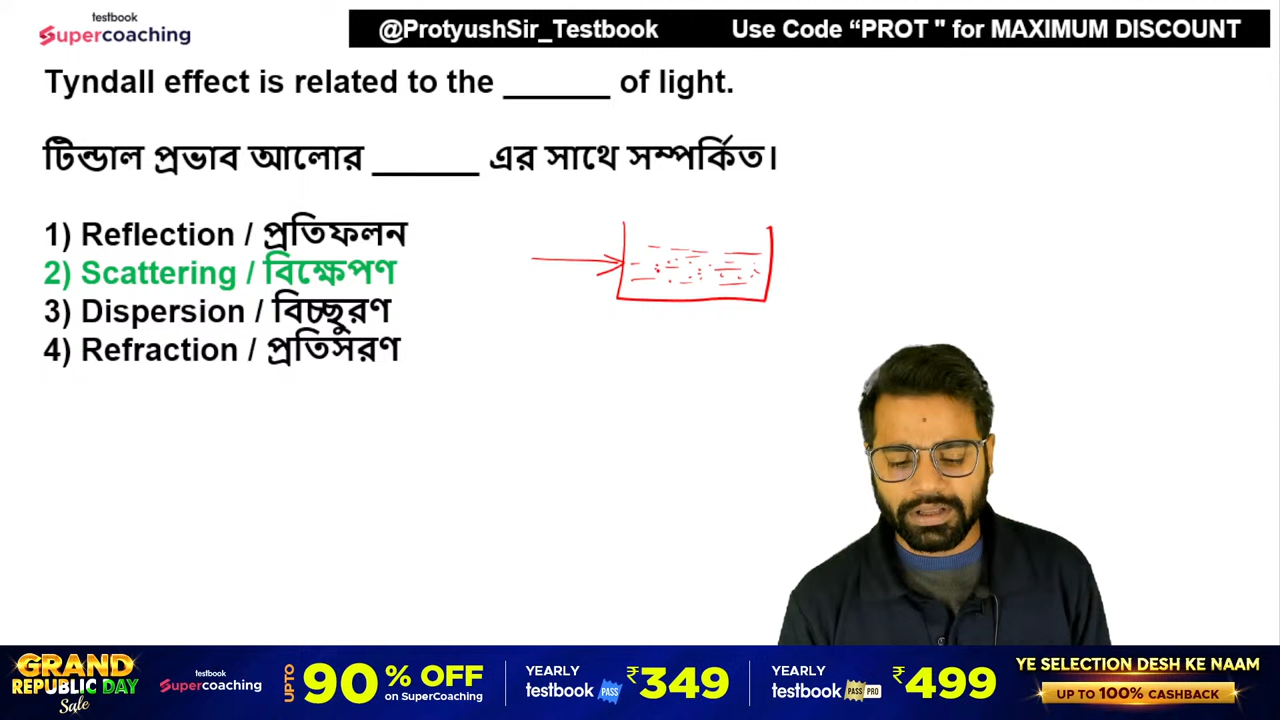 testbook
Supercoaching
@ProtyushSir_Testbook Use Code “PROT " for MAXIMUM DISCOUNT
Tyndall effect is related to the ______ of light.
টিন্ডাল প্রভাব আলোর ______ এর সাথে সম্পর্কিত।
1) Reflection / প্রতিফলন
2) Scattering / বিক্ষেপণ
3) Dispersion / বিচ্ছুরণ
4) Refraction / প্রতিসরণ
GRAND
REPUBLIC DAY
Sale
testbook
Supercoaching
UPTO 90% OFF
on SuperCoaching
YEARLY
testbook PASS
₹349
YEARLY
testbook PASS PRO
₹499
YE SELECTION DESH KE NAAM
UP TO 100% CASHBACK